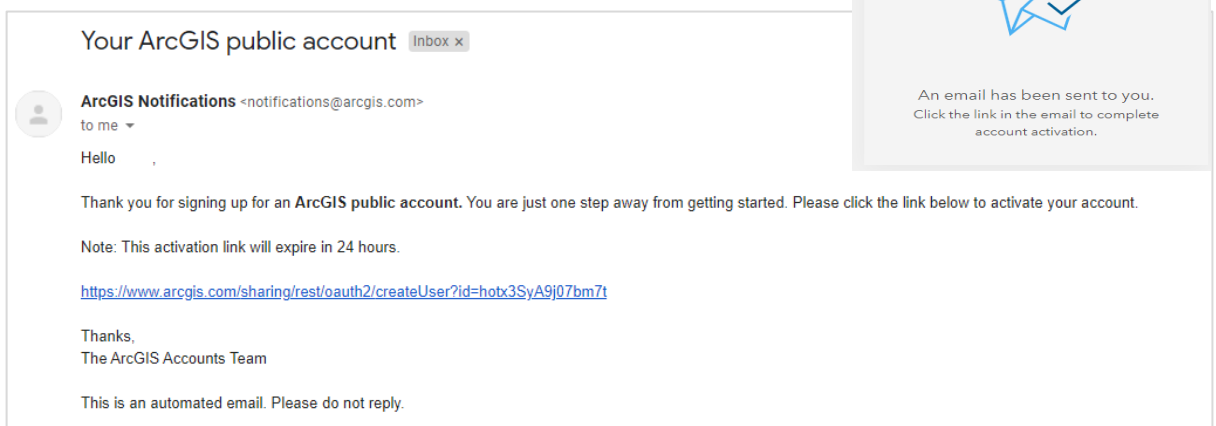 Your ArcGIS public account Inbox x
ArcGIS Notifications <notifications@arcgis.com>
to me
Hello ,
Thank you for signing up for an ArcGIS public account. You are just one step away from getting started. Please click the link below to activate your account.
Note: This activation link will expire in 24 hours.
https://www.arcgis.com/sharing/rest/oauth2/createUser?id=hotx3SyA9j07bm7t
Thanks,
The ArcGIS Accounts Team
This is an automated email. Please do not reply.
An email has been sent to you.
Click the link in the email to complete
account activation.